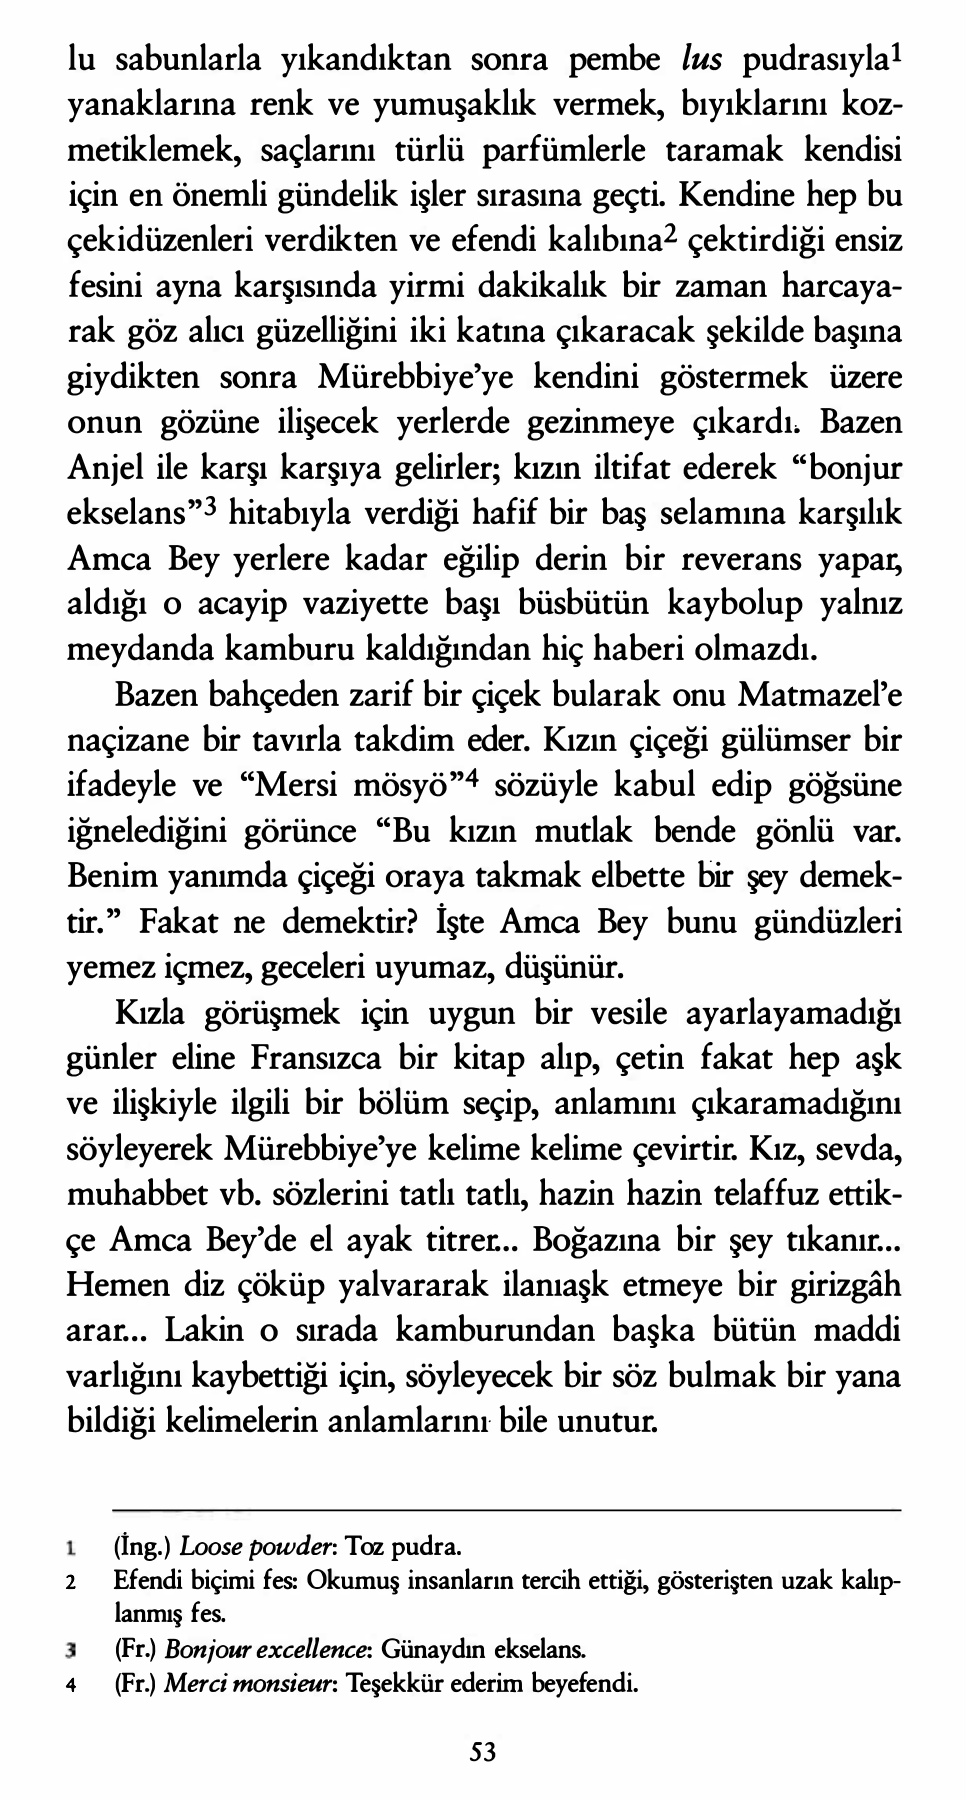 lu sabunlarla yıkandıktan sonra pembe lus pudrasıyla1
yanaklarına renk ve yumuşaklık vermek, bıyıklarını koz-
metiklemek, saçlarını türlü parfümlerle taramak kendisi
için en önemli gündelik işler sırasına geçti. Kendine hep bu
çekidüzenleri verdikten ve efendi kalıbına2 çektirdiği ensiz
fesini ayna karşısında yirmi dakikalık bir zaman harcaya-
rak göz alıcı güzelliğini iki katına çıkaracak şekilde başına
giydikten sonra Mürebbiye’ye kendini göstermek üzere
onun gözüne ilişecek yerlerde gezinmeye çıkardı. Bazen
Anjel ile karşı karşıya gelirler; kızın iltifat ederek “bonjur
ekselans”3 hitabıyla verdiği hafif bir baş selamına karşılık
Amca Bey yerlere kadar eğilip derin bir reverans yapar,
aldığı o acayip vaziyette başı büsbütün kaybolup yalnız
meydanda kamburu kaldığından hiç haberi olmazdı.
Bazen bahçeden zarif bir çiçek bularak onu Matmazel’e
naçizane bir tavırla takdim eder. Kızın çiçeği gülümser bir
ifadeyle ve “Mersi mösyö”4 sözüyle kabul edip göğsüne
iğnelediğini görünce “Bu kızın mutlak bende gönlü var.
Benim yanımda çiçeği oraya takmak elbette bir şey demek-
tir.” Fakat ne demektir? İşte Amca Bey bunu gündüzleri
yemez içmez, geceleri uyumaz, düşünür.
Kızla görüşmek için uygun bir vesile ayarlayamadığı
günler eline Fransızca bir kitap alıp, çetin fakat hep aşk
ve ilişkiyle ilgili bir bölüm seçip, anlamını çıkaramadığını
söyleyerek Mürebbiye’ye kelime kelime çevirtir. Kız, sevda,
muhabbet vb. sözlerini tatlı tatlı, hazin hazin telaffuz ettik-
çe Amca Bey’de el ayak titrer... Boğazına bir şey tıkanır...
Hemen diz çöküp yalvararak ilanıaşk etmeye bir girizgâh
arar... Lakin o sırada kamburundan başka bütün maddi
varlığını kaybettiği için, söyleyecek bir söz bulmak bir yana
bildiği kelimelerin anlamlarını bile unutur.
1 (İng.) Loose powder: Toz pudra.
2 Efendi biçimi fes: Okumuş insanların tercih ettiği, gösterişten uzak kalıp-
lanmış fes.
3 (Fr.) Bonjour excellence: Günaydın ekselans.
4 (Fr.) Merci monsieur: Teşekkür ederim beyefendi.
53